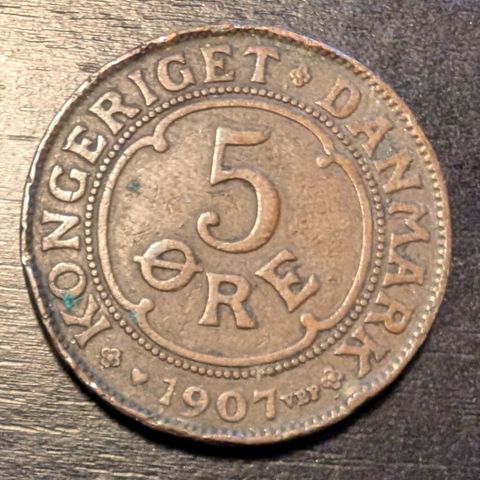 KONGERIGET DANMARK
5
ØRE
♥ 1907 VBP